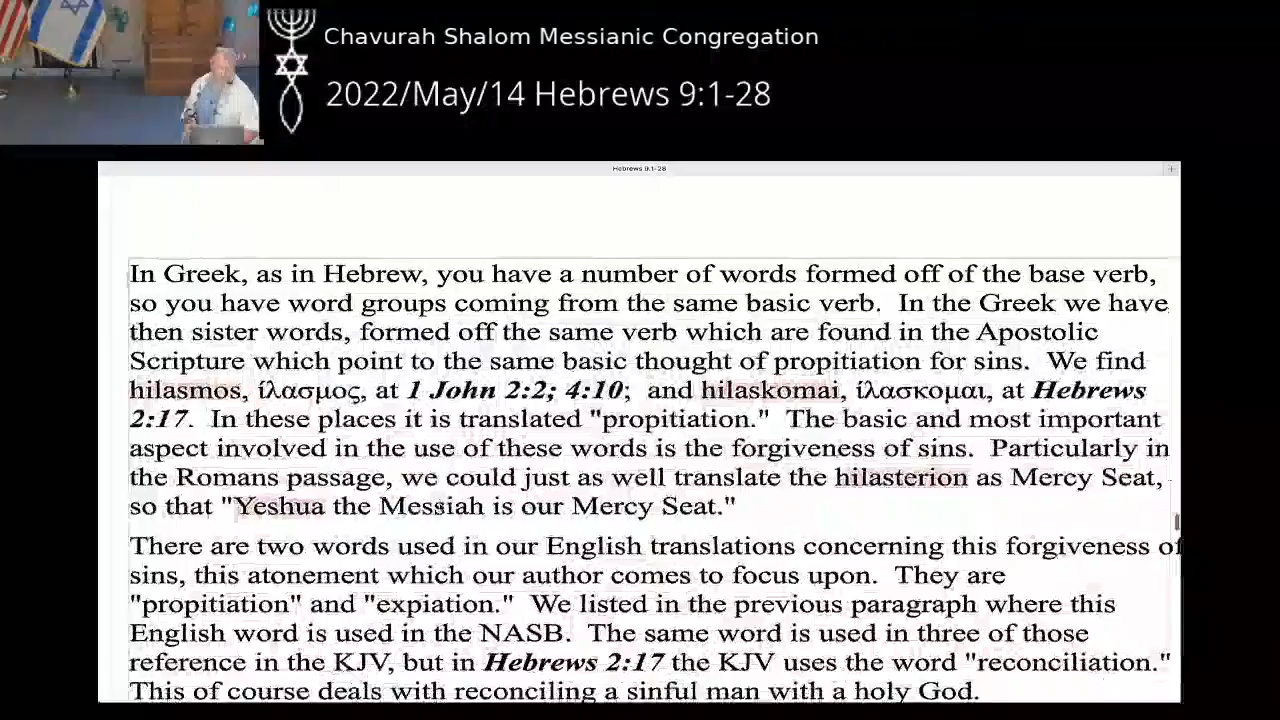 Chavurah Shalom Messianic Congregation
2022/May/14 Hebrews 9:1-28
Hebrews 9.1-28
In Greek, as in Hebrew, you have a number of words formed off of the base verb,
so you have word groups coming from the same basic verb.  In the Greek we have
then sister words, formed off the same verb which are found in the Apostolic
Scripture which point to the same basic thought of propitiation for sins.  We find
hilasmos, ίλασμος, at 1 John 2:2; 4:10;  and hilaskomai, ίλασκομαι, at Hebrews
2:17.  In these places it is translated "propitiation."  The basic and most important
aspect involved in the use of these words is the forgiveness of sins.  Particularly in
the Romans passage, we could just as well translate the hilasterion as Mercy Seat,
so that "Yeshua the Messiah is our Mercy Seat."
There are two words used in our English translations concerning this forgiveness of
sins, this atonement which our author comes to focus upon.  They are
"propitiation" and "expiation."  We listed in the previous paragraph where this
English word is used in the NASB.  The same word is used in three of those
reference in the KJV, but in Hebrews 2:17 the KJV uses the word "reconciliation."
This of course deals with reconciling a sinful man with a holy God.